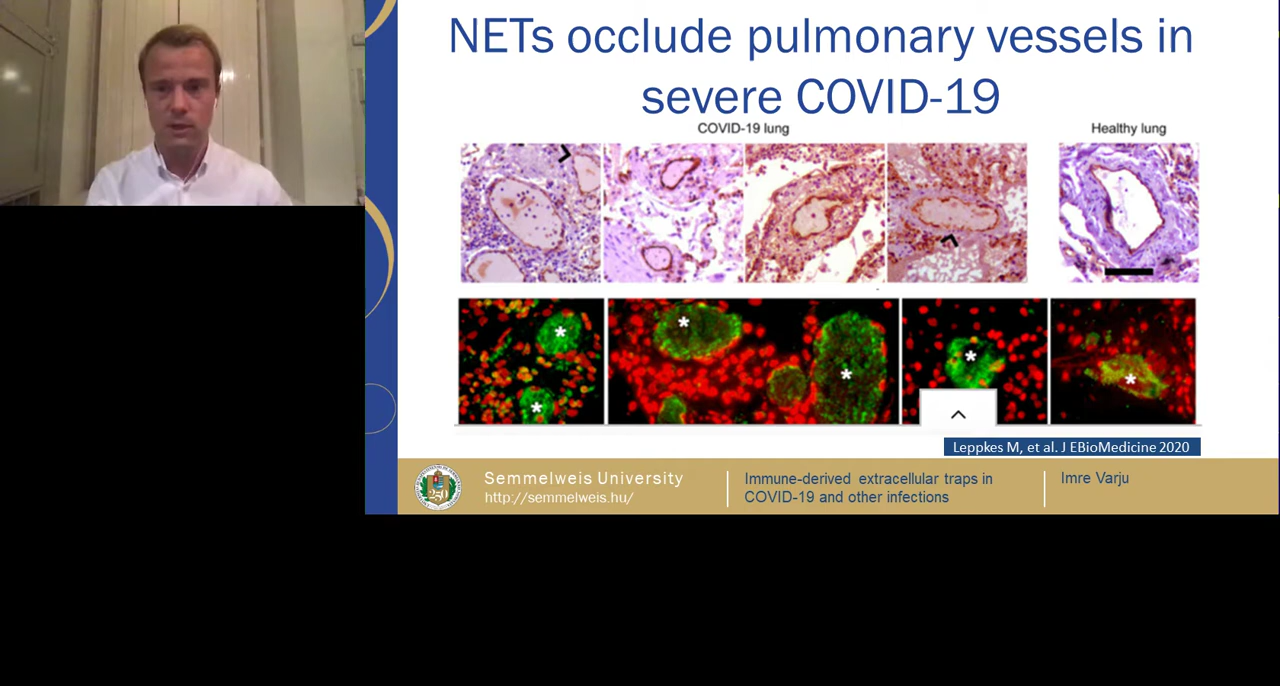 NETs occlude pulmonary vessels in
severe COVID-19
COVID-19 lung
Healthy lung
*
*
*
*
*
*
Leppkes M, et al. J EBioMedicine 2020
250
Semmelweis University
http://semmelweis.hu/
Immune-derived extracellular traps in
COVID-19 and other infections
Imre Varju